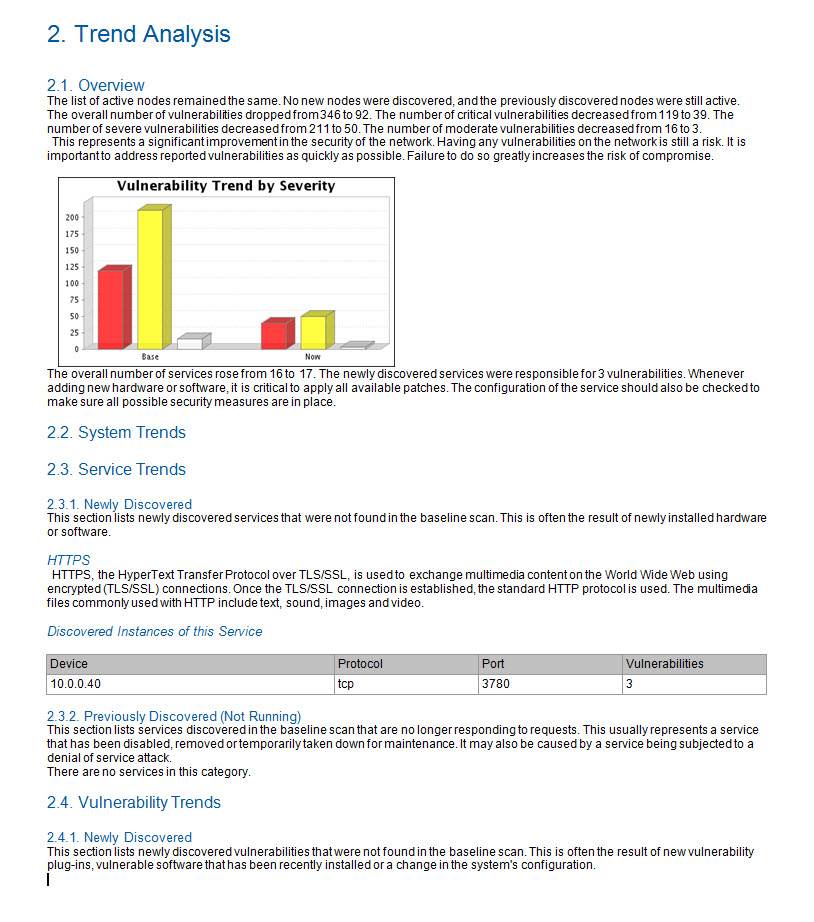 2. Trend Analysis
2.1. Overview
The list of active nodes remained the same. No new nodes were discovered, and the previously discovered nodes were still active.
The overall number of vulnerabilities dropped from 346 to 92. The number of critical vulnerabilities decreased from 119 to 39. The
number of severe vulnerabilities decreased from 211 to 50. The number of moderate vulnerabilities decreased from 16 to 3.
This represents a significant improvement in the security of the network. Having any vulnerabilities on the network is still a risk. It is
important to address reported vulnerabilities as quickly as possible. Failure to do so greatly increases the risk of compromise.
Vulnerability Trend by Severity
200
175
150
125
100
75
50
25
0
Base Now
The overall number of services rose from 16 to 17. The newly discovered services were responsible for 3 vulnerabilities. Whenever
adding new hardware or software, it is critical to apply all available patches. The configuration of the service should also be checked to
make sure all possible security measures are in place.
2.2. System Trends
2.3. Service Trends
2.3.1. Newly Discovered
This section lists newly discovered services that were not found in the baseline scan. This is often the result of newly installed hardware
or software.
HTTPS
HTTPS, the HyperText Transfer Protocol over TLS/SSL, is used to exchange multimedia content on the World Wide Web using
encrypted (TLS/SSL) connections. Once the TLS/SSL connection is established, the standard HTTP protocol is used. The multimedia
files commonly used with HTTP include text, sound, images and video.
Discovered Instances of this Service
Device Protocol Port Vulnerabilities
10.0.0.40 tcp 3780 3
2.3.2. Previously Discovered (Not Running)
This section lists services discovered in the baseline scan that are no longer responding to requests. This usually represents a service
that has been disabled, removed or temporarily taken down for maintenance. It may also be caused by a service being subjected to a
denial of service attack.
There are no services in this category.
2.4. Vulnerability Trends
2.4.1. Newly Discovered
This section lists newly discovered vulnerabilities that were not found in the baseline scan. This is often the result of new vulnerability
plug-ins, vulnerable software that has been recently installed or a change in the system's configuration.